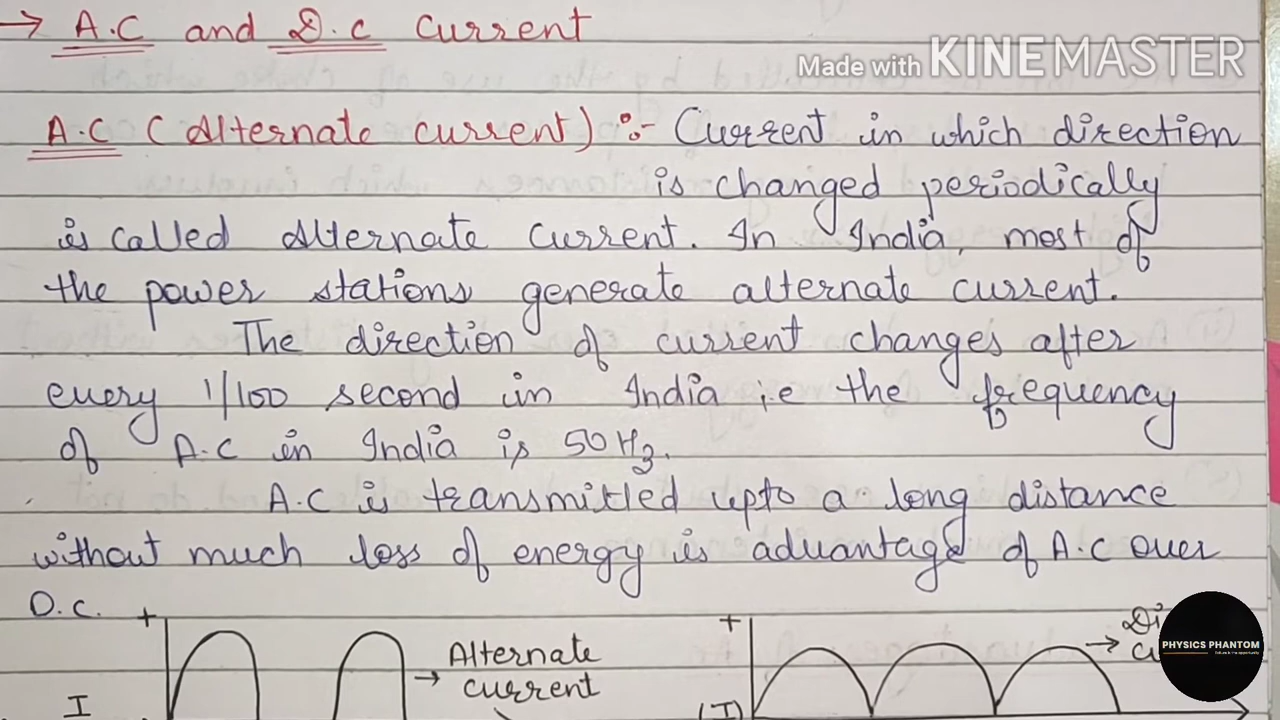 → A.C and D.C Current
Made with KINEMASTER
A.C (Alternate current) :- Current in which direction
is changed periodically
is called Alternate Current. In India, most of
the power stations generate alternate current.
The direction of current changes after
every 1/100 second in India i.e the frequency
of A.C in India is 50 Hz.
A.C is transmitted upto a long distance
without much loss of energy is advantage of A.C over
D.C.
+
Alternate
current
I
+
(I)
PHYSICS PHANTOM